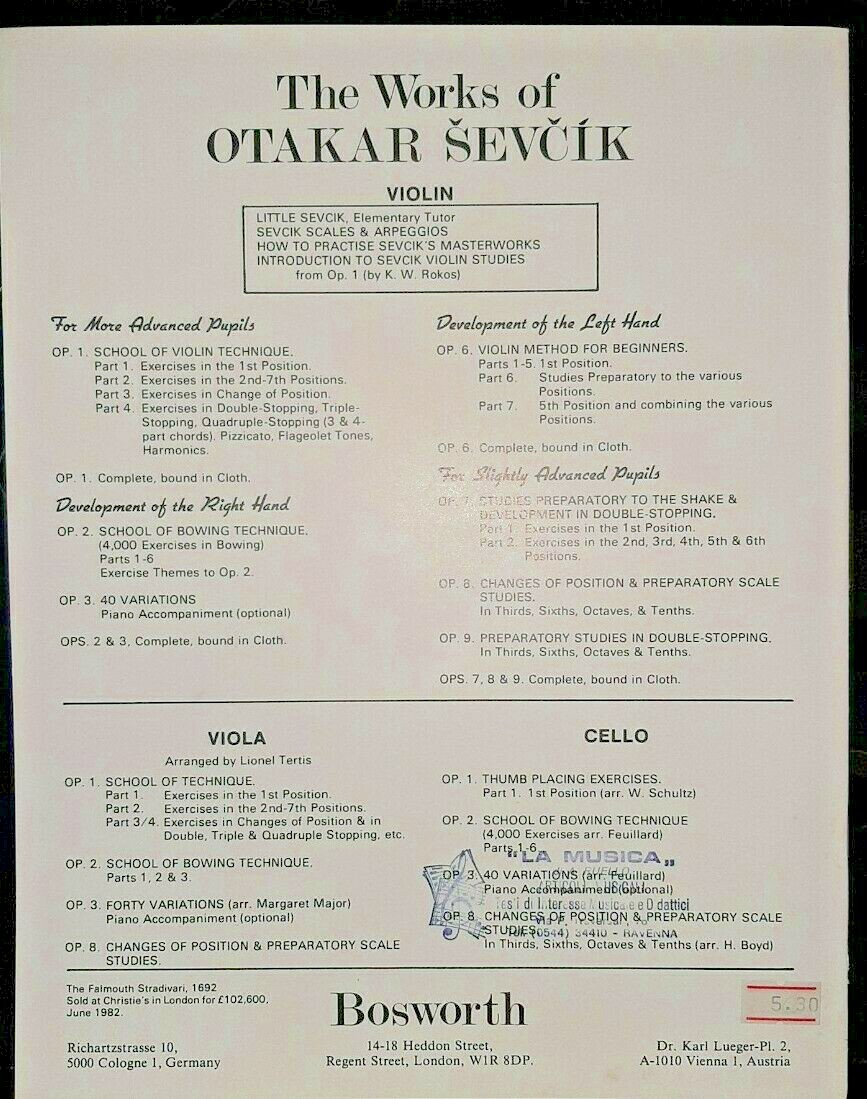 The Works of
OTAKAR ŠEVČÍK
VIOLIN
LITTLE SEVCIK, Elementary Tutor
SEVCIK SCALES & ARPEGGIOS
HOW TO PRACTISE SEVCIK'S MASTERWORKS
INTRODUCTION TO SEVCIK VIOLIN STUDIES
from Op. 1 (by K. W. Rokos)
For More Advanced Pupils
OP. 1. SCHOOL OF VIOLIN TECHNIQUE.
Part 1. Exercises in the 1st Position.
Part 2. Exercises in the 2nd-7th Positions.
Part 3. Exercises in Change of Position.
Part 4. Exercises in Double-Stopping, Triple-
Stopping, Quadruple-Stopping (3 & 4-
part chords). Pizzicato, Flageolet Tones,
Harmonics.
OP. 1. Complete, bound in Cloth.
Development of the Right Hand
OP. 2. SCHOOL OF BOWING TECHNIQUE.
(4,000 Exercises in Bowing)
Parts 1-6
Exercise Themes to Op. 2.
OP. 3. 40 VARIATIONS
Piano Accompaniment (optional)
OPS. 2 & 3, Complete, bound in Cloth.
Development of the Left Hand
OP. 6. VIOLIN METHOD FOR BEGINNERS.
Parts 1-5. 1st Position.
Part 6. Studies Preparatory to the various
Positions.
Part 7. 5th Position and combining the various
Positions.
OP. 6. Complete, bound in Cloth.
For Slightly Advanced Pupils
OP. 7. STUDIES PREPARATORY TO THE SHAKE &
DEVELOPMENT IN DOUBLE-STOPPING.
Part 1. Exercises in the 1st Position.
Part 2. Exercises in the 2nd, 3rd, 4th, 5th & 6th
Positions.
OP. 8. CHANGES OF POSITION & PREPARATORY SCALE
STUDIES.
In Thirds, Sixths, Octaves, & Tenths.
OP. 9. PREPARATORY STUDIES IN DOUBLE-STOPPING.
In Thirds, Sixths, Octaves & Tenths.
OPS. 7, 8 & 9. Complete, bound in Cloth.
VIOLA
Arranged by Lionel Tertis
OP. 1. SCHOOL OF TECHNIQUE.
Part 1. Exercises in the 1st Position.
Part 2. Exercises in the 2nd-7th Positions.
Part 3/4. Exercises in Changes of Position & in
Double, Triple & Quadruple Stopping, etc.
OP. 2. SCHOOL OF BOWING TECHNIQUE.
Parts 1, 2 & 3.
OP. 3. FORTY VARIATIONS (arr. Margaret Major)
Piano Accompaniment (optional)
OP. 8. CHANGES OF POSITION & PREPARATORY SCALE
STUDIES.
CELLO
OP. 1. THUMB PLACING EXERCISES.
Part 1. 1st Position (arr. W. Schultz)
OP. 2. SCHOOL OF BOWING TECHNIQUE
(4,000 Exercises arr. Feuillard)
Parts 1-6
"LA MUSICA„
OP. 3. 40 VARIATIONS (arr. Feuillard)
ARTICOLI MUSICALI
Piano Accompaniment (optional)
Testi di Interesse Musicale e Didattici
OP. 8. CHANGES OF POSITION & PREPARATORY SCALE
STUDIES.
(0544) 34410 - RAVENNA
In Thirds, Sixths, Octaves & Tenths (arr. H. Boyd)
The Falmouth Stradivari, 1692
Sold at Christie's in London for £102,600,
June 1982.
Bosworth
5.30
Richartzstrasse 10,
5000 Cologne 1, Germany
14-18 Heddon Street,
Regent Street, London, W1R 8DP.
Dr. Karl Lueger-Pl. 2,
A-1010 Vienna 1, Austria